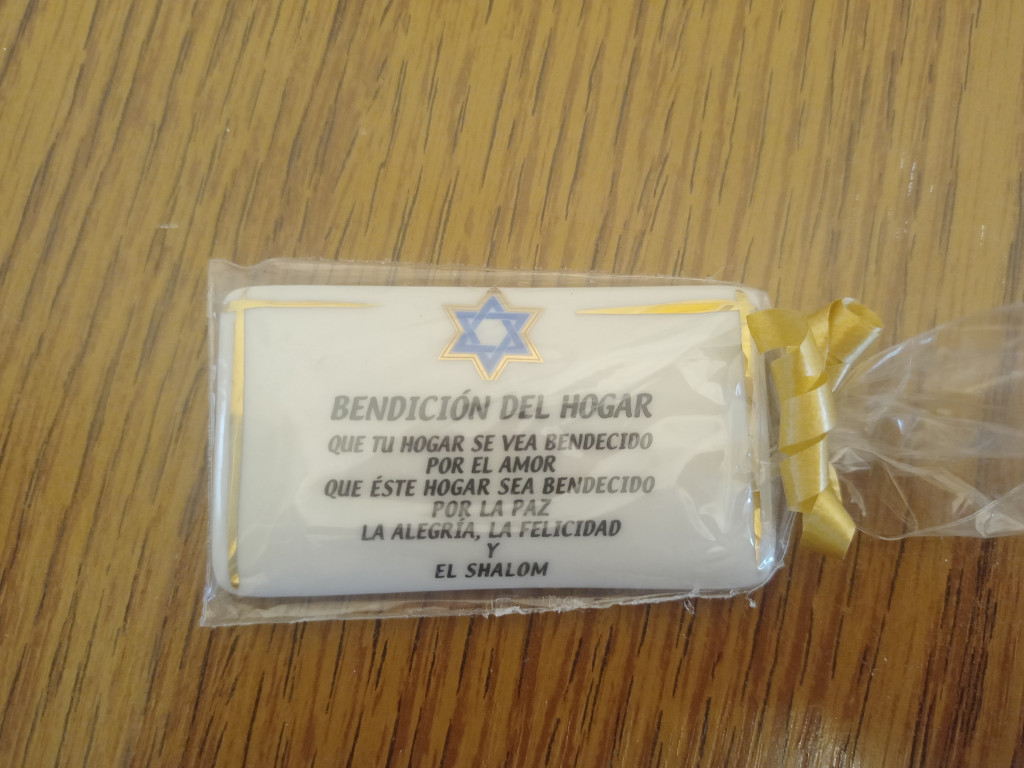 BENDICIÓN DEL HOGAR
QUE TU HOGAR SE VEA BENDECIDO
POR EL AMOR
QUE ÉSTE HOGAR SEA BENDECIDO
POR LA PAZ
LA ALEGRÍA, LA FELICIDAD
Y
EL SHALOM